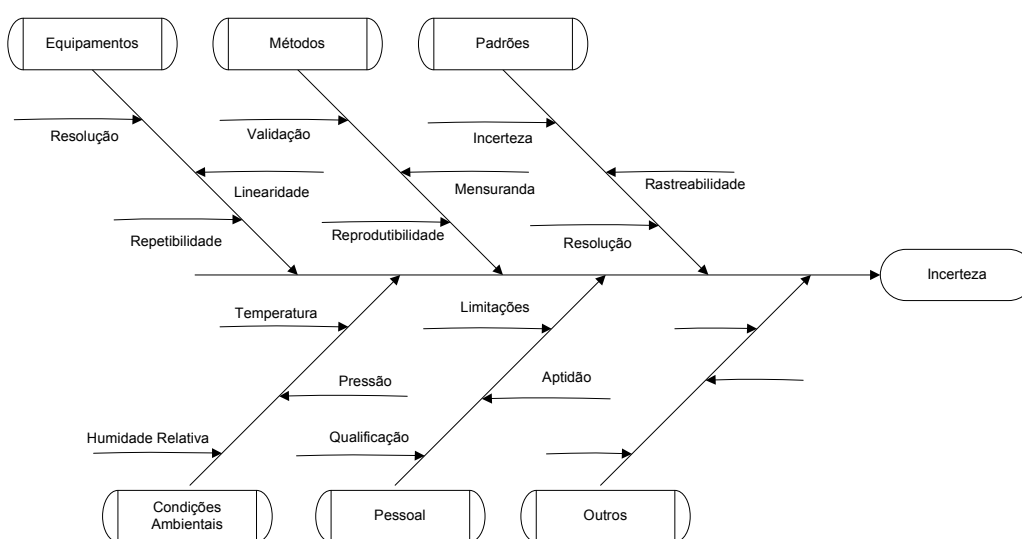 Equipamentos
Métodos
Padrões
Resolução
Validação
Incerteza
Linearidade
Mensuranda
Rastreabilidade
Repetibilidade
Reprodutibilidade
Resolução
Incerteza
Temperatura
Limitações
Pressão
Aptidão
Humidade Relativa
Qualificação
Condições
Ambientais
Pessoal
Outros